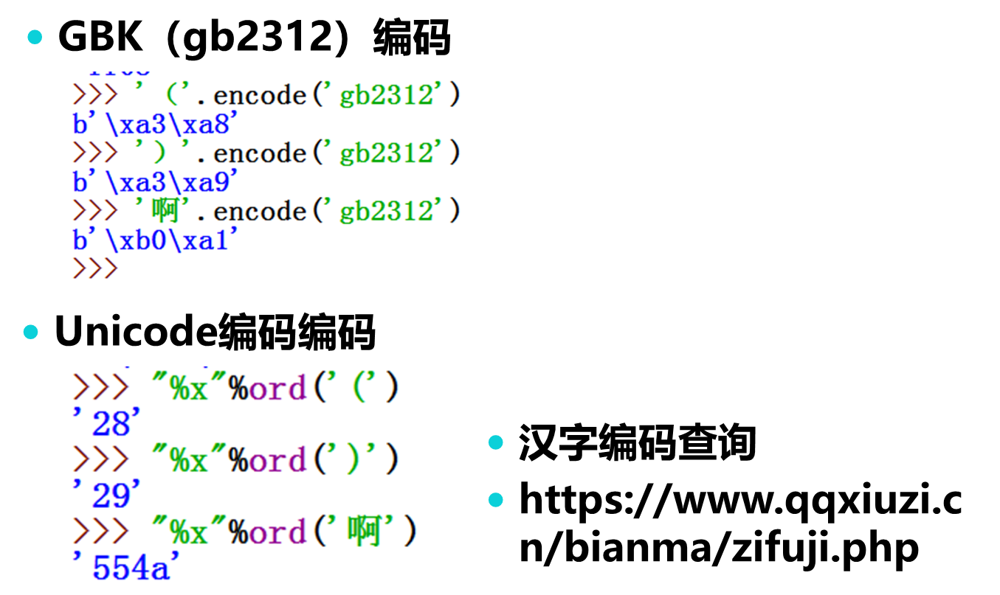 GBK（gb2312）编码
>>> '（'.encode('gb2312')
b'\xa3\xa8'
>>> '）'.encode('gb2312')
b'\xa3\xa9'
>>> '啊'.encode('gb2312')
b'\xb0\xa1'
>>>
Unicode编码编码
>>> "%x"%ord('(')
'28'
>>> "%x"%ord(')')
'29'
>>> "%x"%ord('啊')
'554a'
汉字编码查询
https://www.qqxiuzi.c
n/bianma/zifuji.php